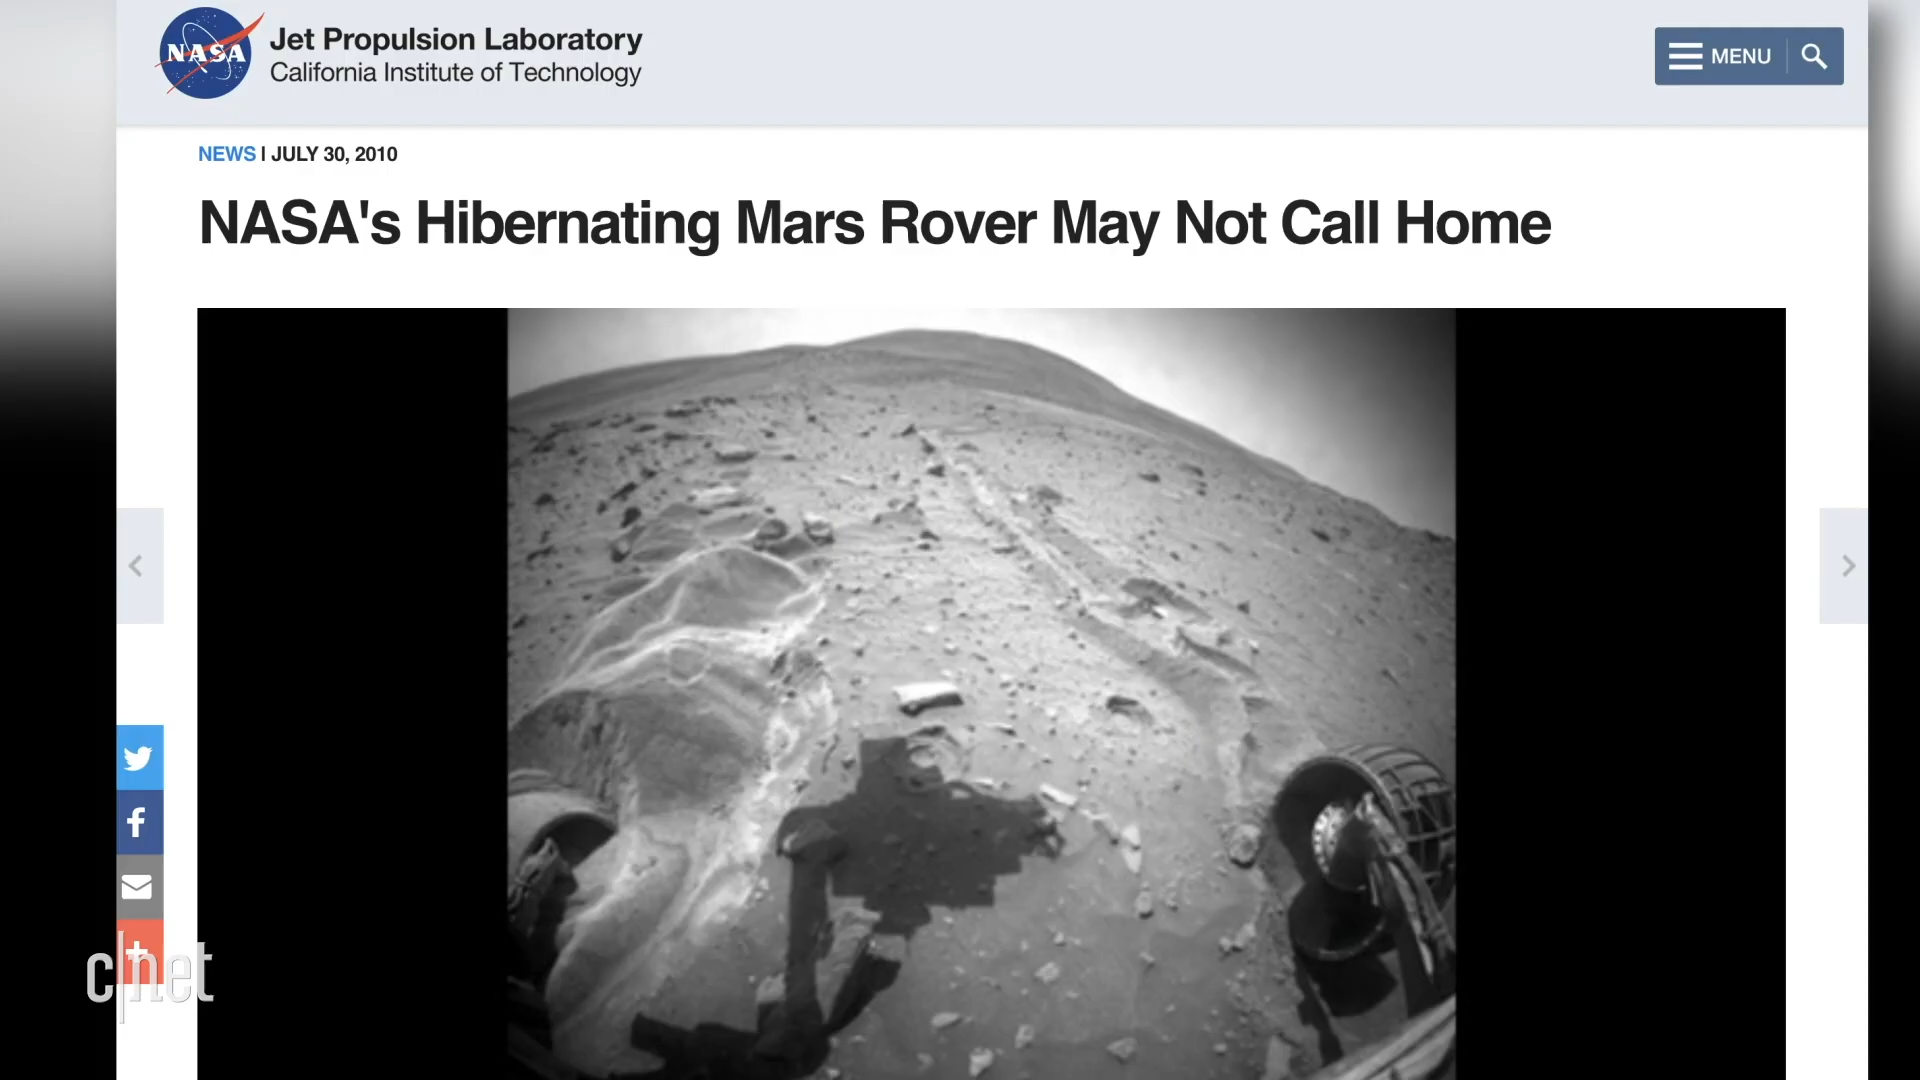 NASA
Jet Propulsion Laboratory
California Institute of Technology
MENU
NEWS | JULY 30, 2010
NASA's Hibernating Mars Rover May Not Call Home
c|net